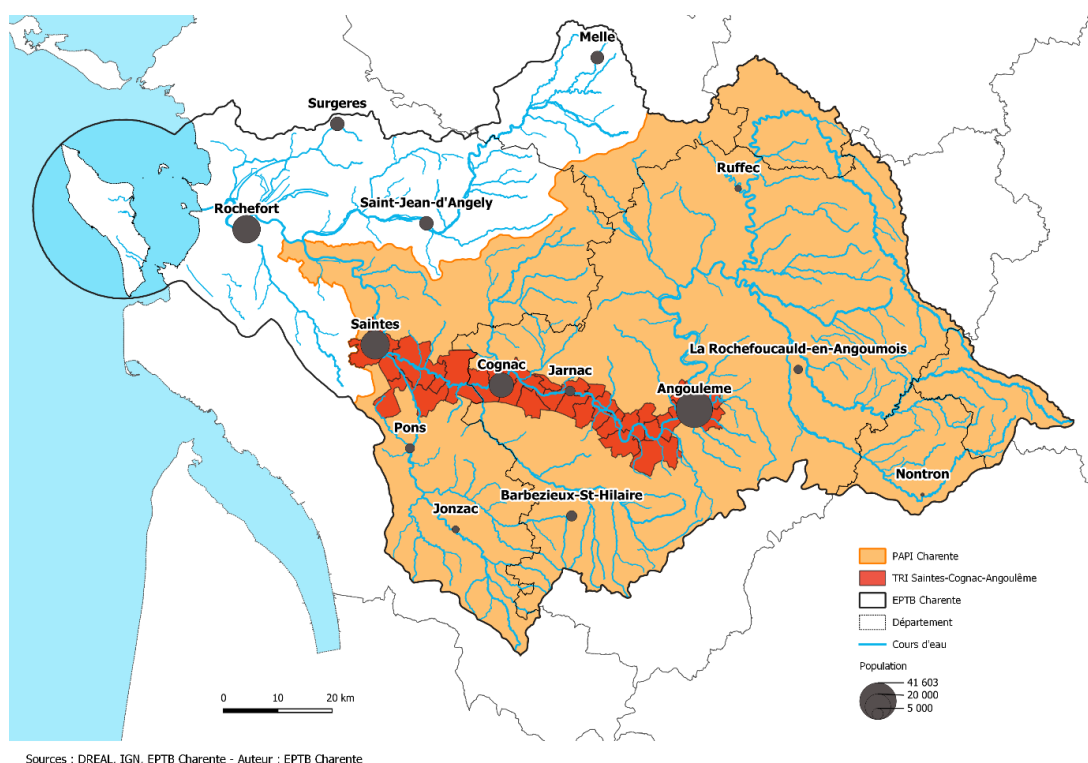 Melle
Surgeres
Ruffec
Saint-Jean-d'Angely
Rochefort
Saintes
La Rochefoucauld-en-Angoumois
Cognac
Jarnac
Angouleme
Pons
Nontron
Barbezieux-St-Hilaire
Jonzac
PAPI Charente
TRI Saintes-Cognac-Angoulême
EPTB Charente
Département
Cours d'eau
Population
41 603
20 000
5 000
0 10 20 km
Sources : DREAL, IGN, EPTB Charente - Auteur : EPTB Charente